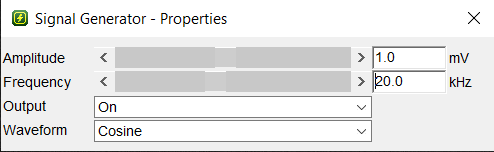 Signal Generator - Properties
Amplitude 1.0 mV
Frequency 20.0 kHz
Output On
Waveform Cosine